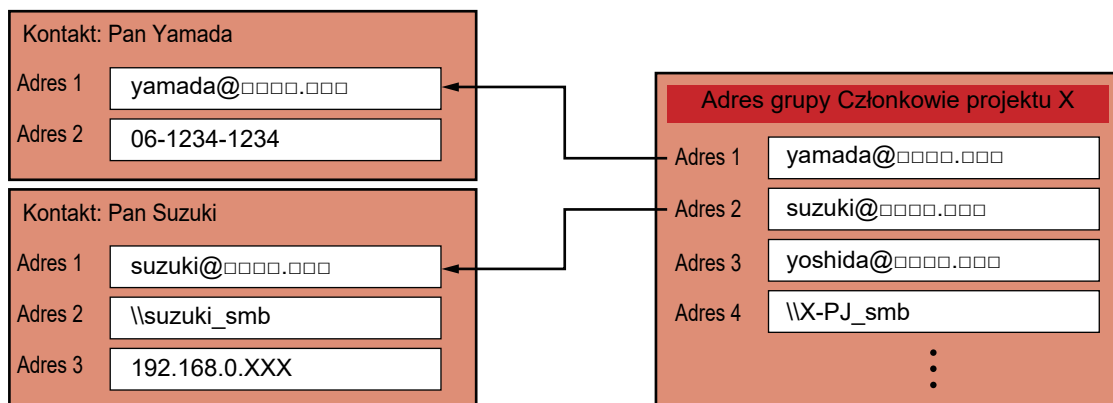 Kontakt: Pan Yamada
Adres 1 yamada@□□□□.□□□
Adres 2 06-1234-1234
Kontakt: Pan Suzuki
Adres 1 suzuki@□□□□.□□□
Adres 2 \\suzuki_smb
Adres 3 192.168.0.XXX
Adres grupy Członkowie projektu X
Adres 1 yamada@□□□□.□□□
Adres 2 suzuki@□□□□.□□□
Adres 3 yoshida@□□□□.□□□
Adres 4 \\X-PJ_smb